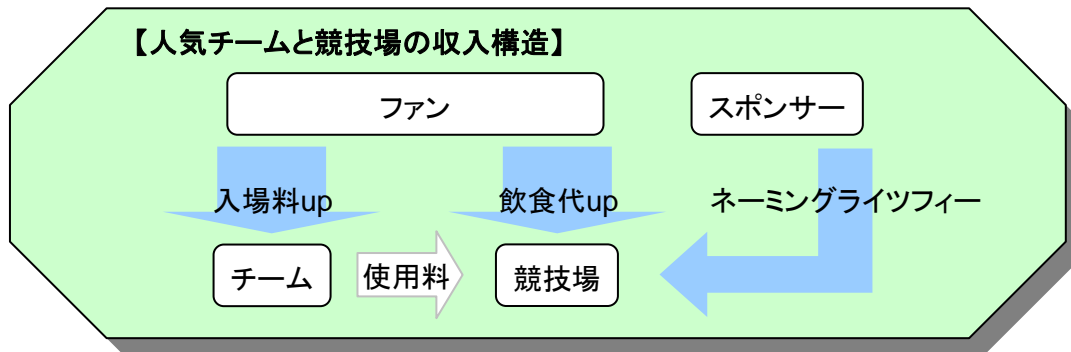 【人気チームと競技場の収入構造】
ファン
スポンサー
入場料up
飲食代up
ネーミングライツフィー
チーム
使用料
競技場